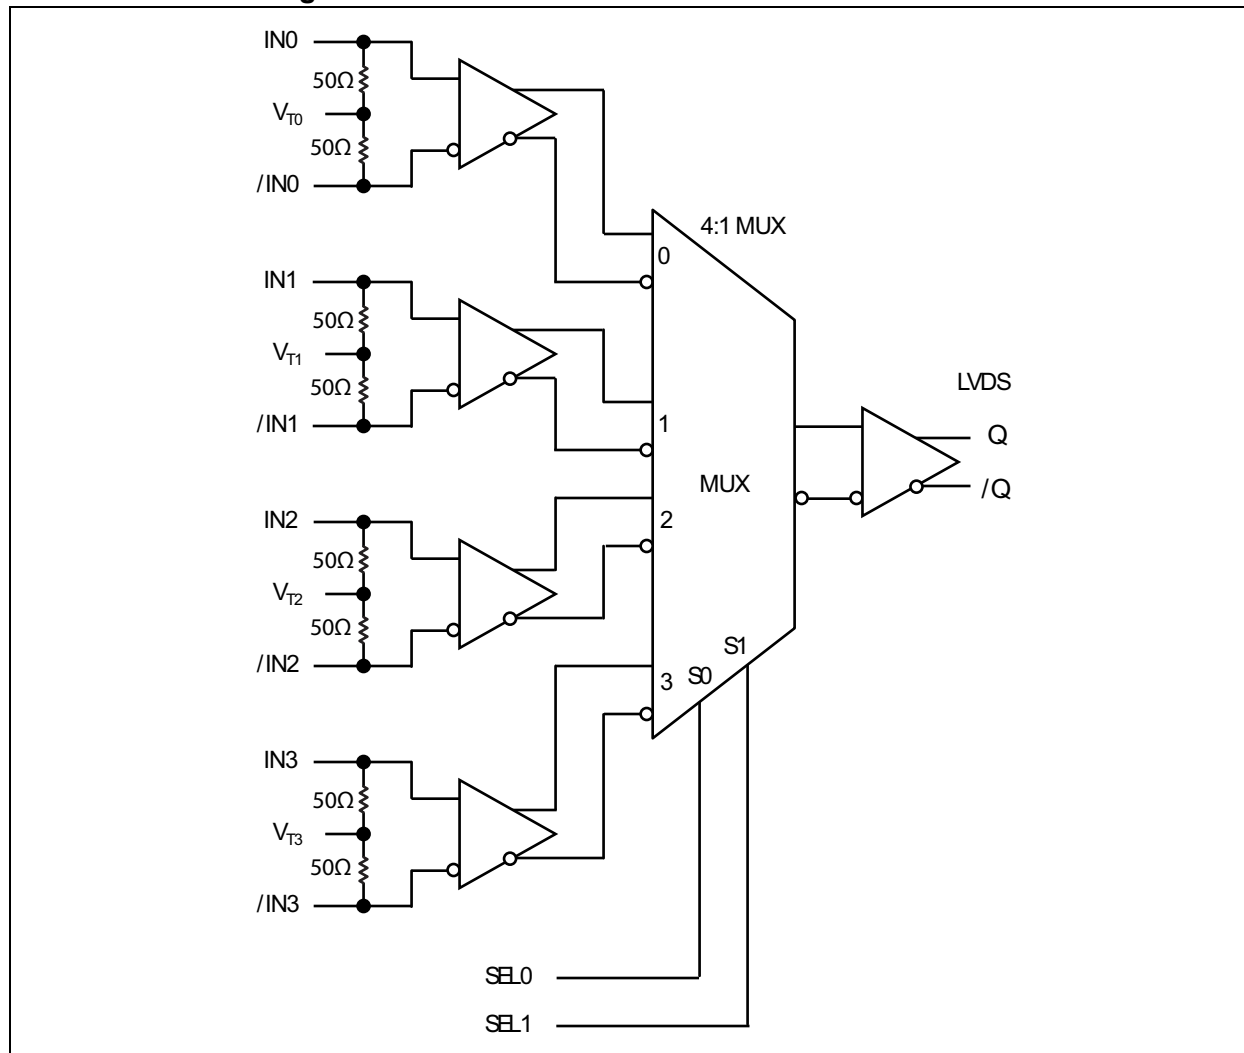 IN0
50Ω
VT0
50Ω
/IN0
4:1 MUX
0
IN1
50Ω
VT1
50Ω
/IN1
1
LVDS
Q
/Q
MUX
IN2
50Ω
VT2
50Ω
/IN2
2
S1
S0
3
IN3
50Ω
VT3
50Ω
/IN3
SEL0
SEL1